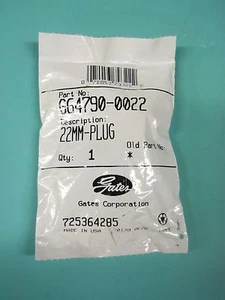 Part No:
G64790-0022
Description:
22MM-PLUG
Old Part No:
Qty: 1 *
Gates
Gates Corporation
725364285
MADE IN USA